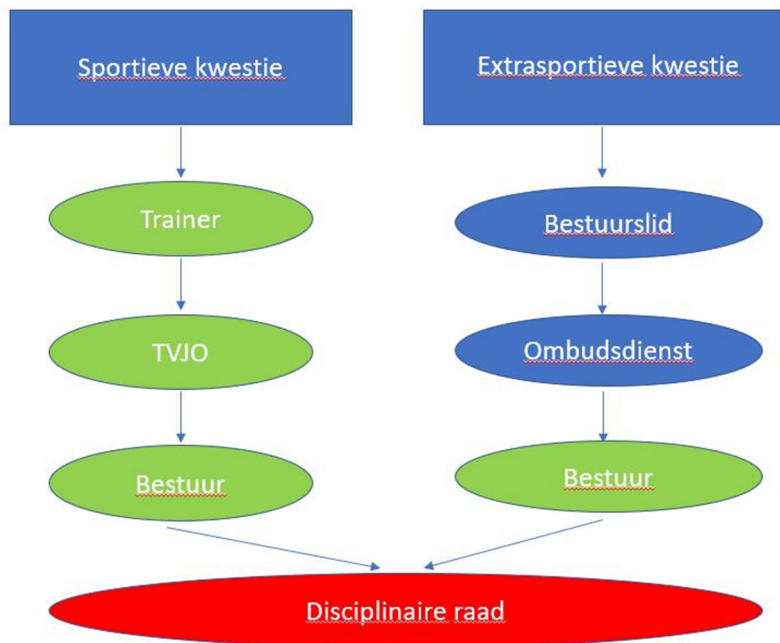 Sportieve kwestie
Extrasportieve kwestie
Trainer
Bestuurslid
TVJO
Ombudsdienst
Bestuur
Bestuur
Disciplinaire raad